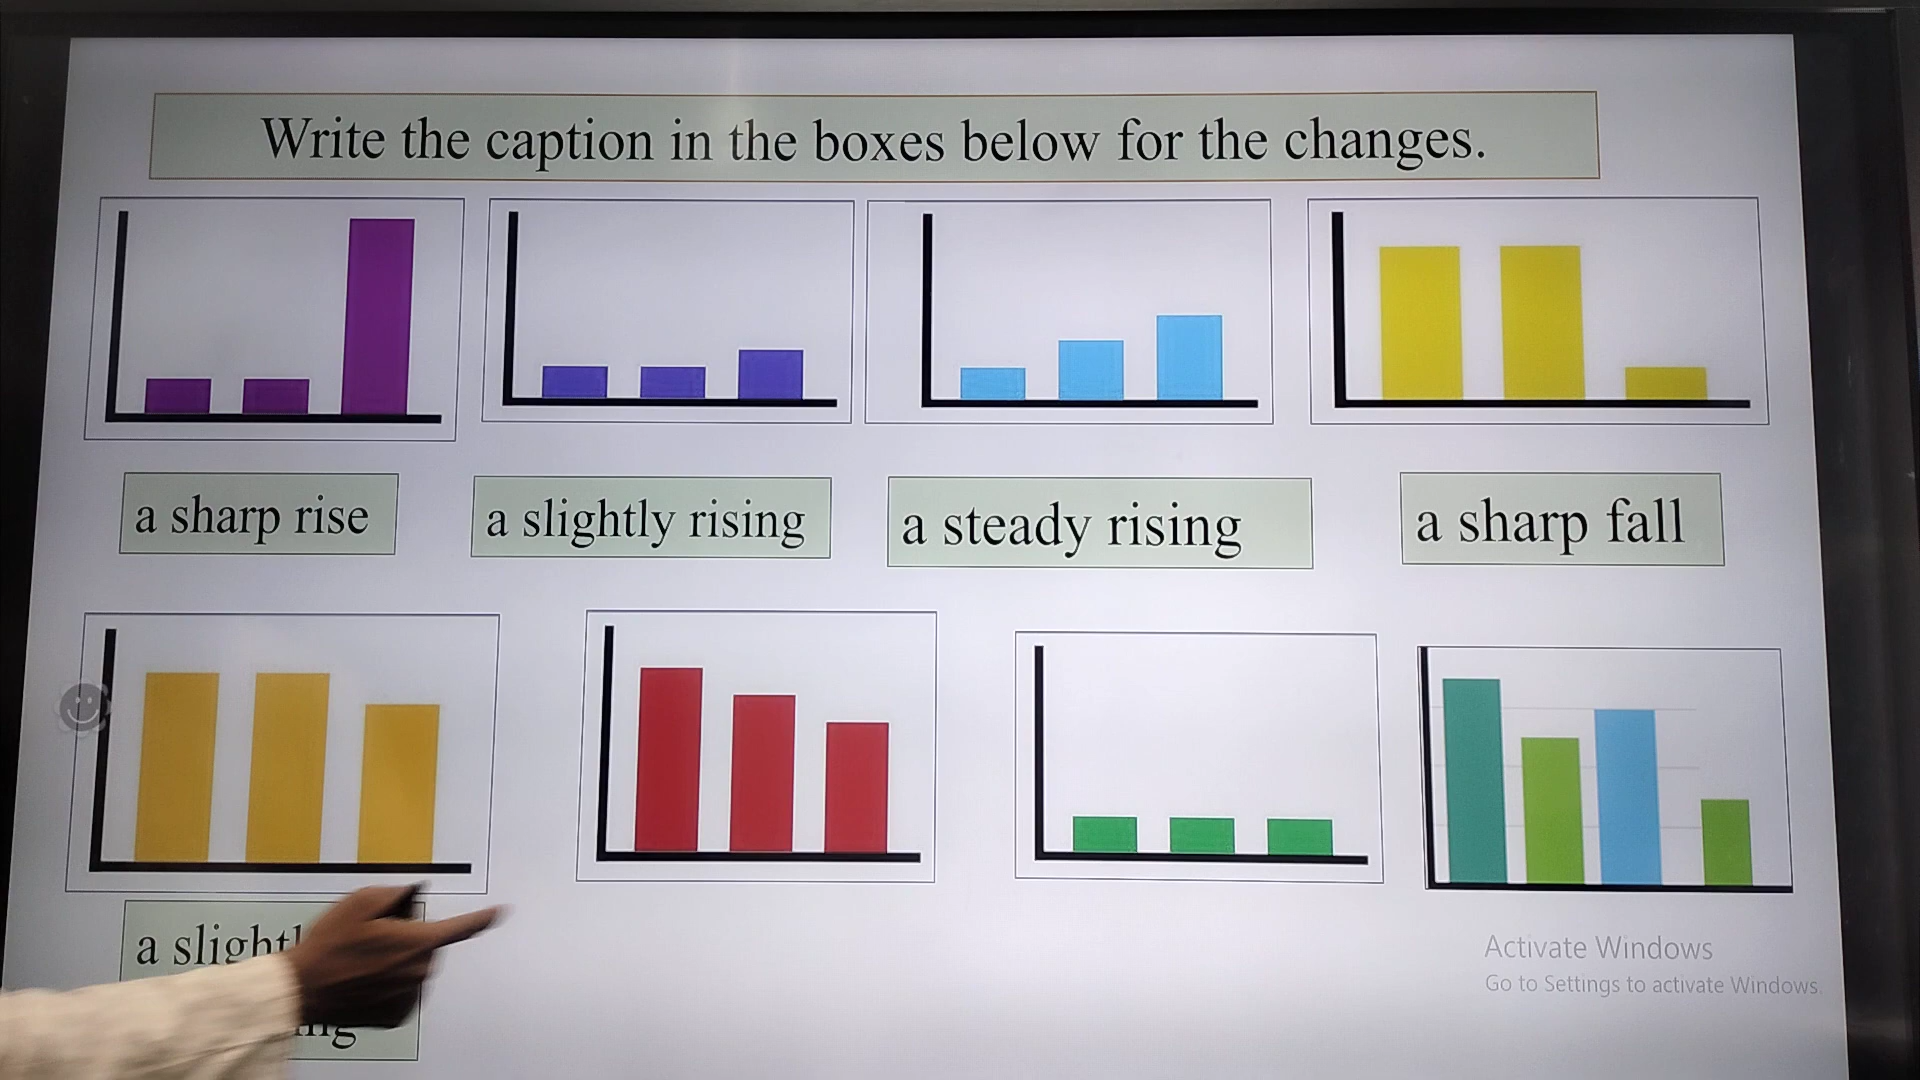 Write the caption in the boxes below for the changes.
a sharp rise
a slightly rising
a steady rising
a sharp fall
a
Activate Windows
Go to Settings to activate Windows.